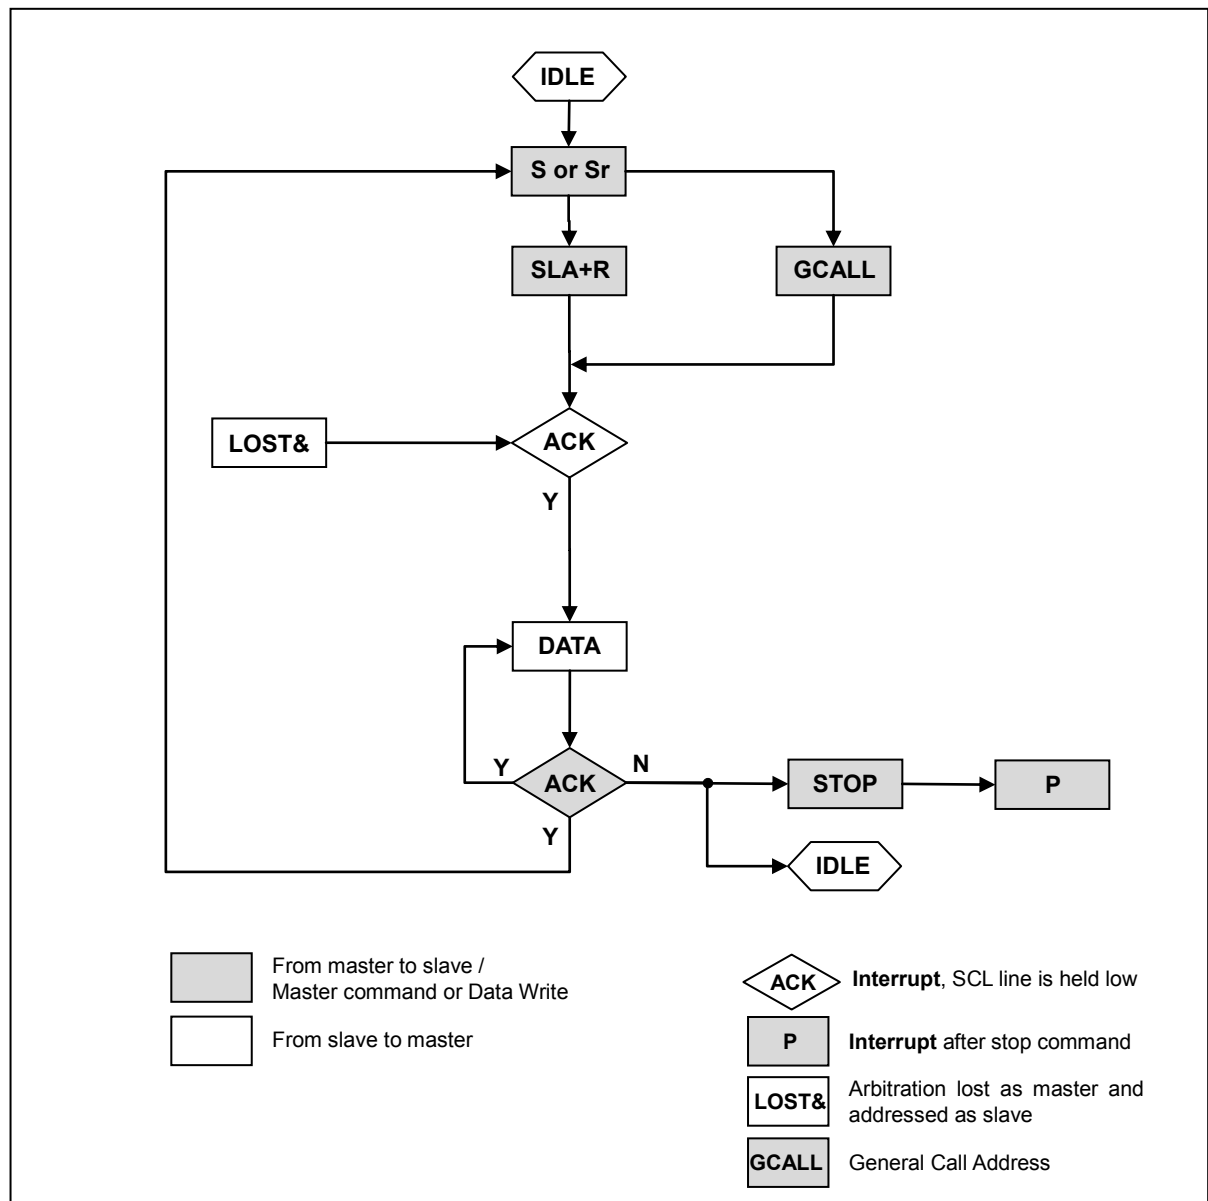 IDLE
S or Sr
SLA+R
GCALL
LOST&
ACK
Y
DATA
Y
ACK
N
STOP
P
Y
IDLE
From master to slave /
Master command or Data Write
From slave to master
ACK
Interrupt, SCL line is held low
P
Interrupt after stop command
LOST&
Arbitration lost as master and
addressed as slave
GCALL
General Call Address